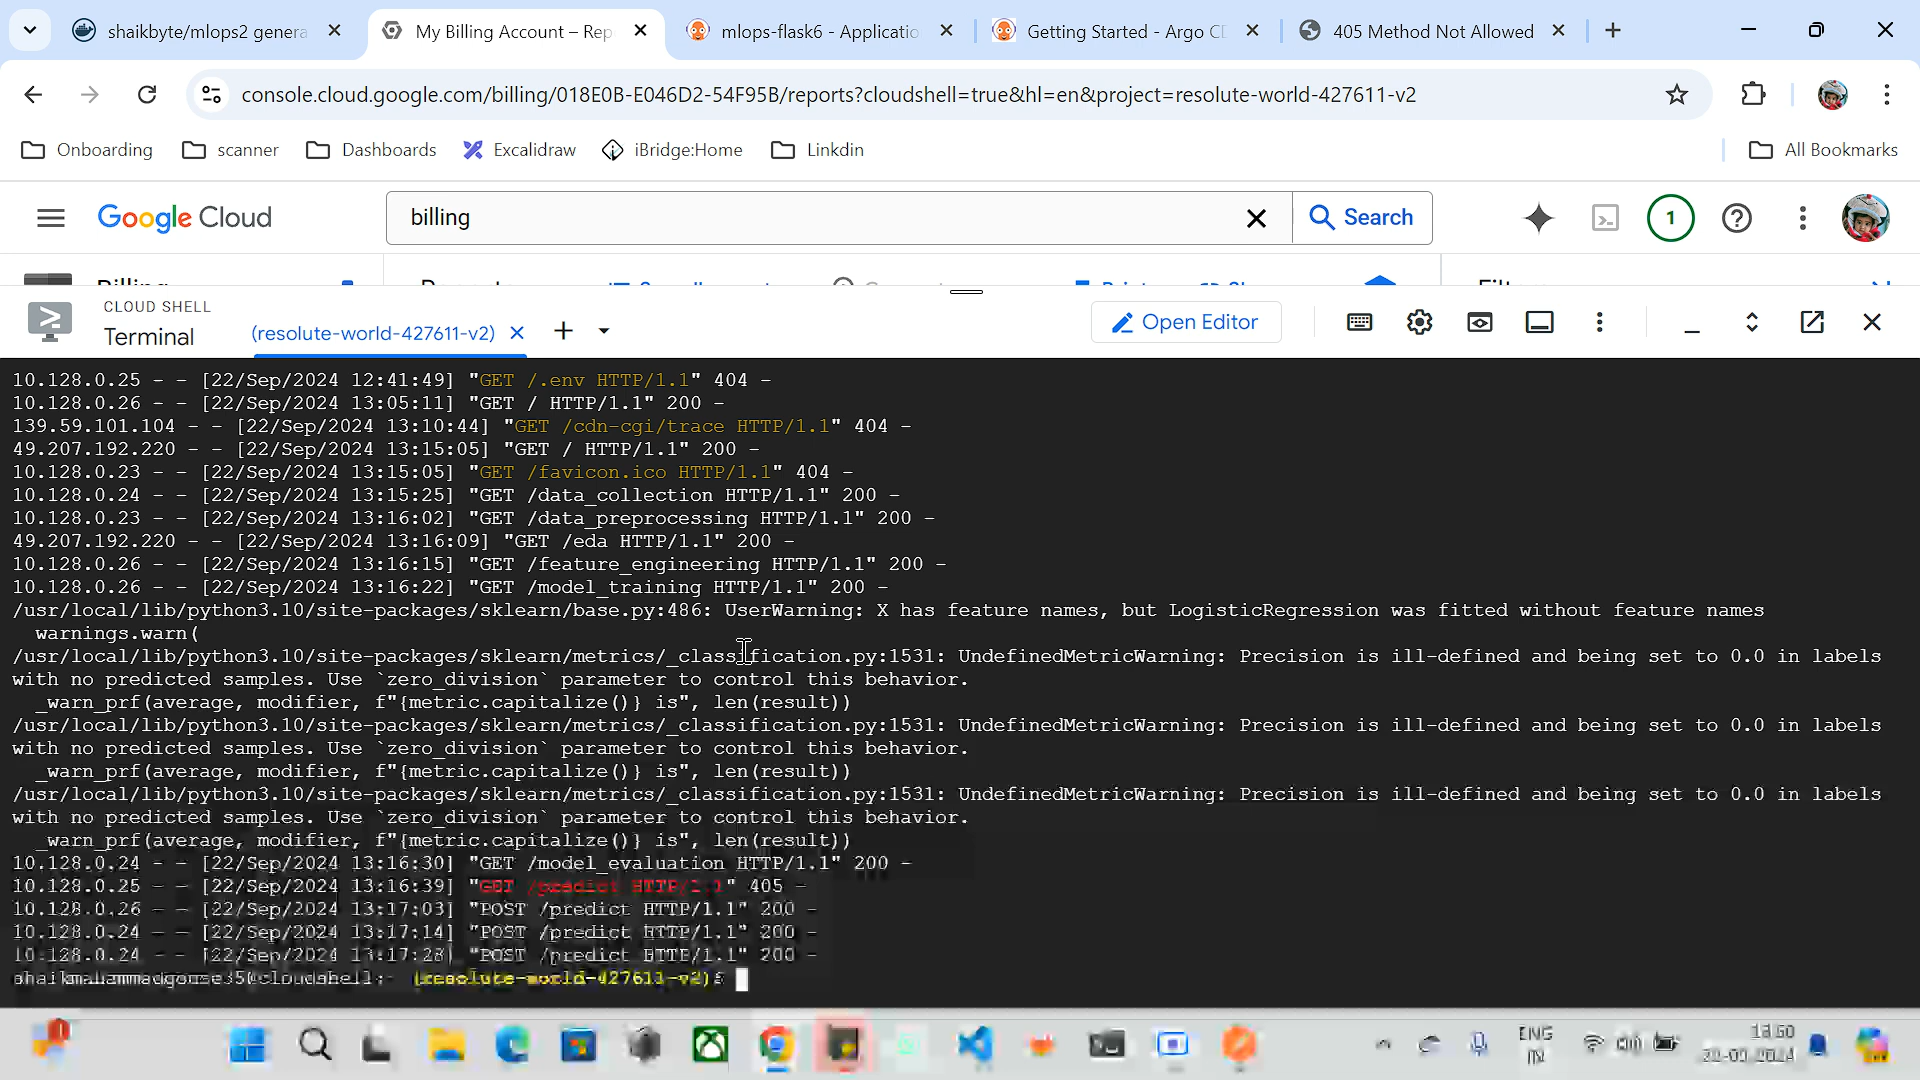 shaikbyte/mlops2 genera
My Billing Account – Rep
mlops-flask6 - Applicatio
Getting Started - Argo CD
405 Method Not Allowed
console.cloud.google.com/billing/018E0B-E046D2-54F95B/reports?cloudshell=true&hl=en&project=resolute-world-427611-v2
Onboarding
scanner
Dashboards
Excalidraw
iBridge:Home
Linkdin
All Bookmarks
Google Cloud
billing
Search
1
CLOUD SHELL
Terminal
(resolute-world-427611-v2)
Open Editor
10.128.0.25 - - [22/Sep/2024 12:41:49] "GET /.env HTTP/1.1" 404 -
10.128.0.26 - - [22/Sep/2024 13:05:11] "GET / HTTP/1.1" 200 -
139.59.101.104 - - [22/Sep/2024 13:10:44] "GET /cdn-cgi/trace HTTP/1.1" 404 -
49.207.192.220 - - [22/Sep/2024 13:15:05] "GET / HTTP/1.1" 200 -
10.128.0.23 - - [22/Sep/2024 13:15:05] "GET /favicon.ico HTTP/1.1" 404 -
10.128.0.24 - - [22/Sep/2024 13:15:25] "GET /data_collection HTTP/1.1" 200 -
10.128.0.23 - - [22/Sep/2024 13:16:02] "GET /data_preprocessing HTTP/1.1" 200 -
49.207.192.220 - - [22/Sep/2024 13:16:09] "GET /eda HTTP/1.1" 200 -
10.128.0.26 - - [22/Sep/2024 13:16:15] "GET /feature_engineering HTTP/1.1" 200 -
10.128.0.26 - - [22/Sep/2024 13:16:22] "GET /model_training HTTP/1.1" 200 -
/usr/local/lib/python3.10/site-packages/sklearn/base.py:486: UserWarning: X has feature names, but LogisticRegression was fitted without feature names
warnings.warn(
/usr/local/lib/python3.10/site-packages/sklearn/metrics/_classification.py:1531: UndefinedMetricWarning: Precision is ill-defined and being set to 0.0 in labels
with no predicted samples. Use `zero_division` parameter to control this behavior.
_warn_prf(average, modifier, f"{metric.capitalize()} is", len(result))
/usr/local/lib/python3.10/site-packages/sklearn/metrics/_classification.py:1531: UndefinedMetricWarning: Precision is ill-defined and being set to 0.0 in labels
with no predicted samples. Use `zero_division` parameter to control this behavior.
_warn_prf(average, modifier, f"{metric.capitalize()} is", len(result))
/usr/local/lib/python3.10/site-packages/sklearn/metrics/_classification.py:1531: UndefinedMetricWarning: Precision is ill-defined and being set to 0.0 in labels
with no predicted samples. Use `zero_division` parameter to control this behavior.
_warn_prf(average, modifier, f"{metric.capitalize()} is", len(result))
10.128.0.24 - - [22/Sep/2024 13:16:30] "GET /model_evaluation HTTP/1.1" 200 -
10.128.0.25 - - [22/Sep/2024 13:16:39] "GET /predict HTTP/1.1" 405 -
10.128.0.26 - - [22/Sep/2024 13:17:03] "POST /predict HTTP/1.1" 200 -
10.128.0.24 - - [22/Sep/2024 13:17:14] "POST /predict HTTP/1.1" 200 -
10.128.0.24 - - [22/Sep/2024 13:17:28] "POST /predict HTTP/1.1" 200 -
(resolute-world-427611-v2)$
ENG
IN